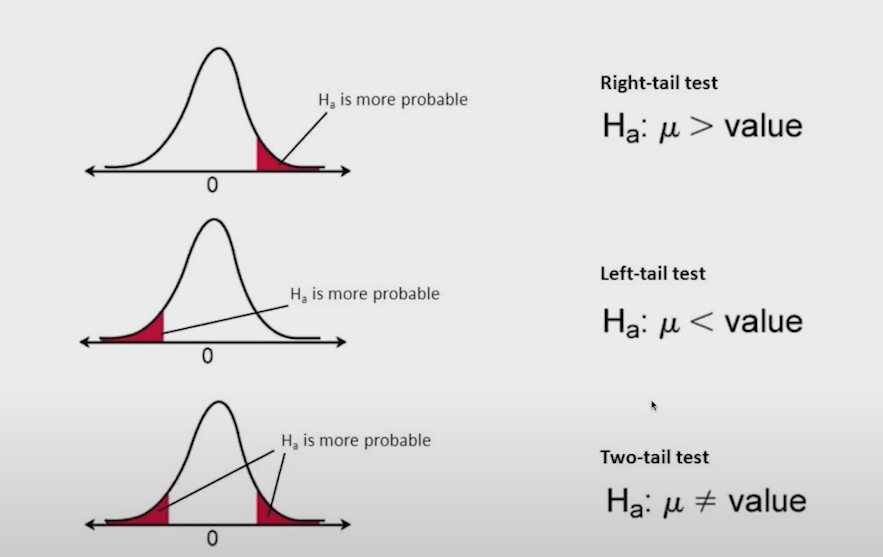 Hₐ is more probable
0
Right-tail test
Hₐ: μ > value
Hₐ is more probable
0
Left-tail test
Hₐ: μ < value
Hₐ is more probable
0
Two-tail test
Hₐ: μ ≠ value